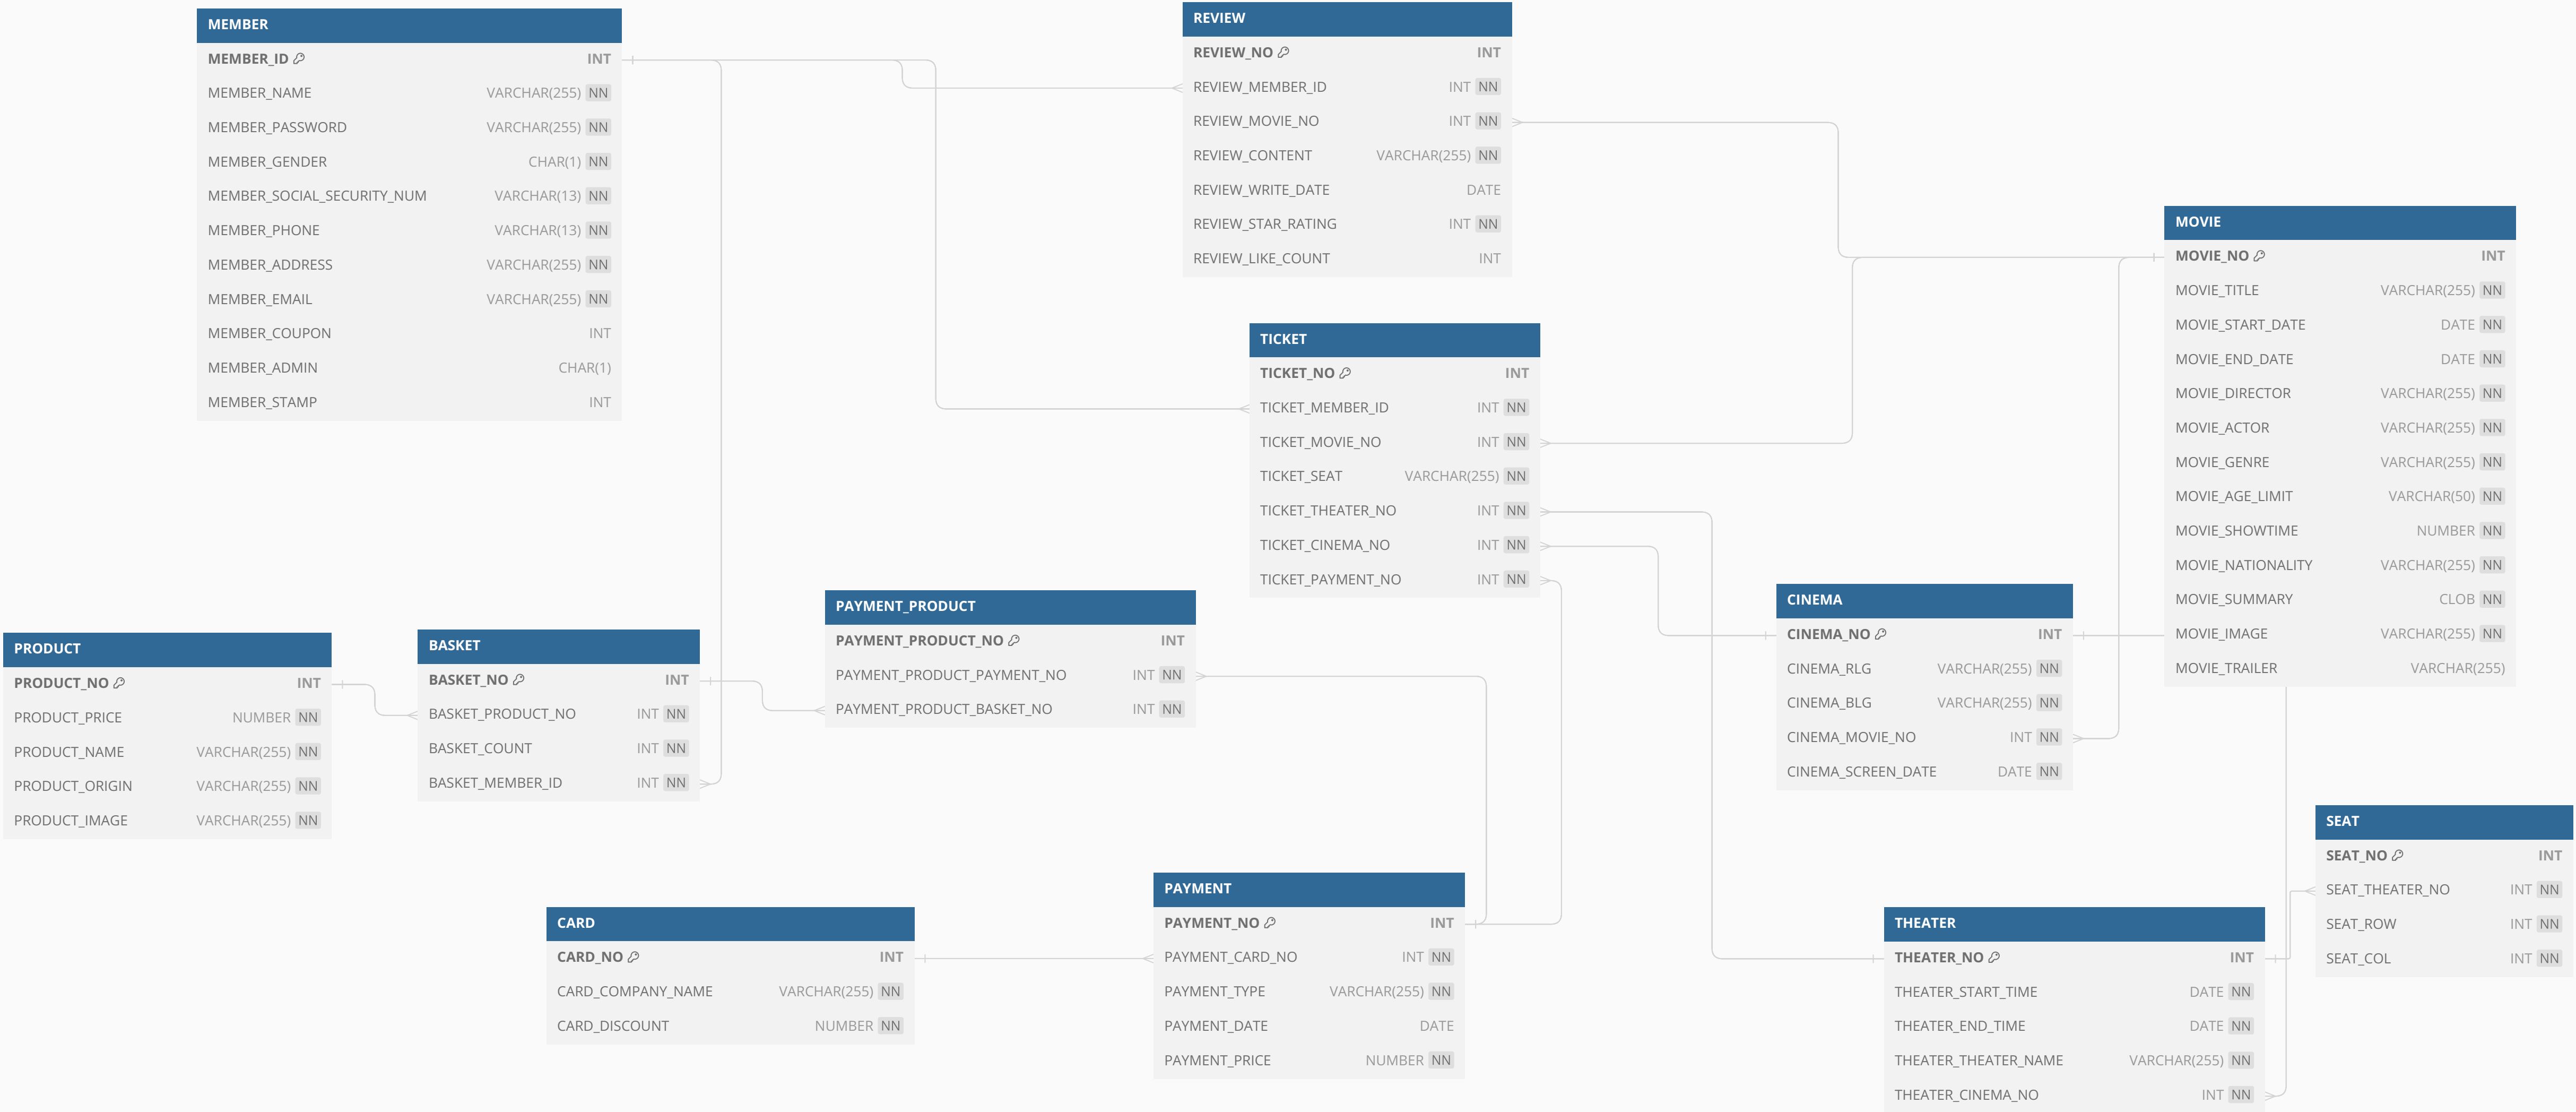 MEMBER
MEMBER_ID INT
MEMBER_NAME VARCHAR(255) NN
MEMBER_PASSWORD VARCHAR(255) NN
MEMBER_GENDER CHAR(1) NN
MEMBER_SOCIAL_SECURITY_NUM VARCHAR(13) NN
MEMBER_PHONE VARCHAR(13) NN
MEMBER_ADDRESS VARCHAR(255) NN
MEMBER_EMAIL VARCHAR(255) NN
MEMBER_COUPON INT
MEMBER_ADMIN CHAR(1)
MEMBER_STAMP INT
REVIEW
REVIEW_NO INT
REVIEW_MEMBER_ID INT NN
REVIEW_MOVIE_NO INT NN
REVIEW_CONTENT VARCHAR(255) NN
REVIEW_WRITE_DATE DATE
REVIEW_STAR_RATING INT NN
REVIEW_LIKE_COUNT INT
MOVIE
MOVIE_NO INT
MOVIE_TITLE VARCHAR(255) NN
MOVIE_START_DATE DATE NN
MOVIE_END_DATE DATE NN
MOVIE_DIRECTOR VARCHAR(255) NN
MOVIE_ACTOR VARCHAR(255) NN
MOVIE_GENRE VARCHAR(255) NN
MOVIE_AGE_LIMIT VARCHAR(50) NN
MOVIE_SHOWTIME NUMBER NN
MOVIE_NATIONALITY VARCHAR(255) NN
MOVIE_SUMMARY CLOB NN
MOVIE_IMAGE VARCHAR(255) NN
MOVIE_TRAILER VARCHAR(255)
TICKET
TICKET_NO INT
TICKET_MEMBER_ID INT NN
TICKET_MOVIE_NO INT NN
TICKET_SEAT VARCHAR(255) NN
TICKET_THEATER_NO INT NN
TICKET_CINEMA_NO INT NN
TICKET_PAYMENT_NO INT NN
PRODUCT
PRODUCT_NO INT
PRODUCT_PRICE NUMBER NN
PRODUCT_NAME VARCHAR(255) NN
PRODUCT_ORIGIN VARCHAR(255) NN
PRODUCT_IMAGE VARCHAR(255) NN
BASKET
BASKET_NO INT
BASKET_PRODUCT_NO INT NN
BASKET_COUNT INT NN
BASKET_MEMBER_ID INT NN
PAYMENT_PRODUCT
PAYMENT_PRODUCT_NO INT
PAYMENT_PRODUCT_PAYMENT_NO INT NN
PAYMENT_PRODUCT_BASKET_NO INT NN
CINEMA
CINEMA_NO INT
CINEMA_RLG VARCHAR(255) NN
CINEMA_BLG VARCHAR(255) NN
CINEMA_MOVIE_NO INT NN
CINEMA_SCREEN_DATE DATE NN
CARD
CARD_NO INT
CARD_COMPANY_NAME VARCHAR(255) NN
CARD_DISCOUNT NUMBER NN
PAYMENT
PAYMENT_NO INT
PAYMENT_CARD_NO INT NN
PAYMENT_TYPE VARCHAR(255) NN
PAYMENT_DATE DATE
PAYMENT_PRICE NUMBER NN
THEATER
THEATER_NO INT
THEATER_START_TIME DATE NN
THEATER_END_TIME DATE NN
THEATER_THEATER_NAME VARCHAR(255) NN
THEATER_CINEMA_NO INT NN
SEAT
SEAT_NO INT
SEAT_THEATER_NO INT NN
SEAT_ROW INT NN
SEAT_COL INT NN